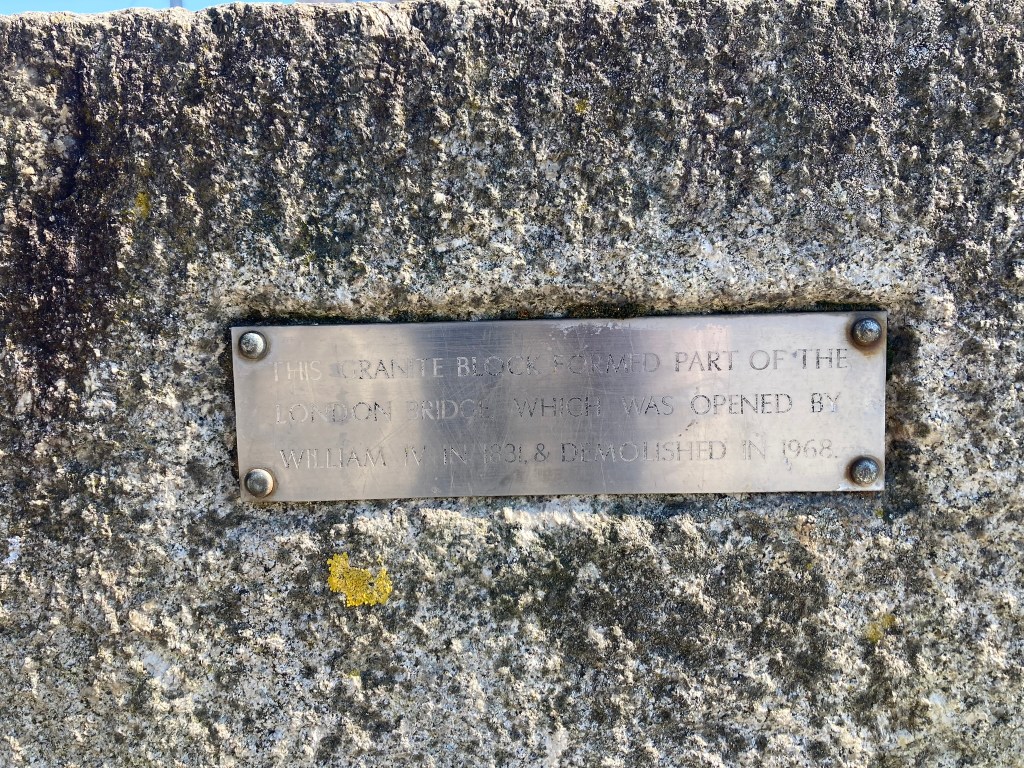 THIS GRANITE BLOCK FORMED PART OF THE
LONDON BRIDGE WHICH WAS OPENED BY
WILLIAM IV IN 1831, & DEMOLISHED IN 1968.